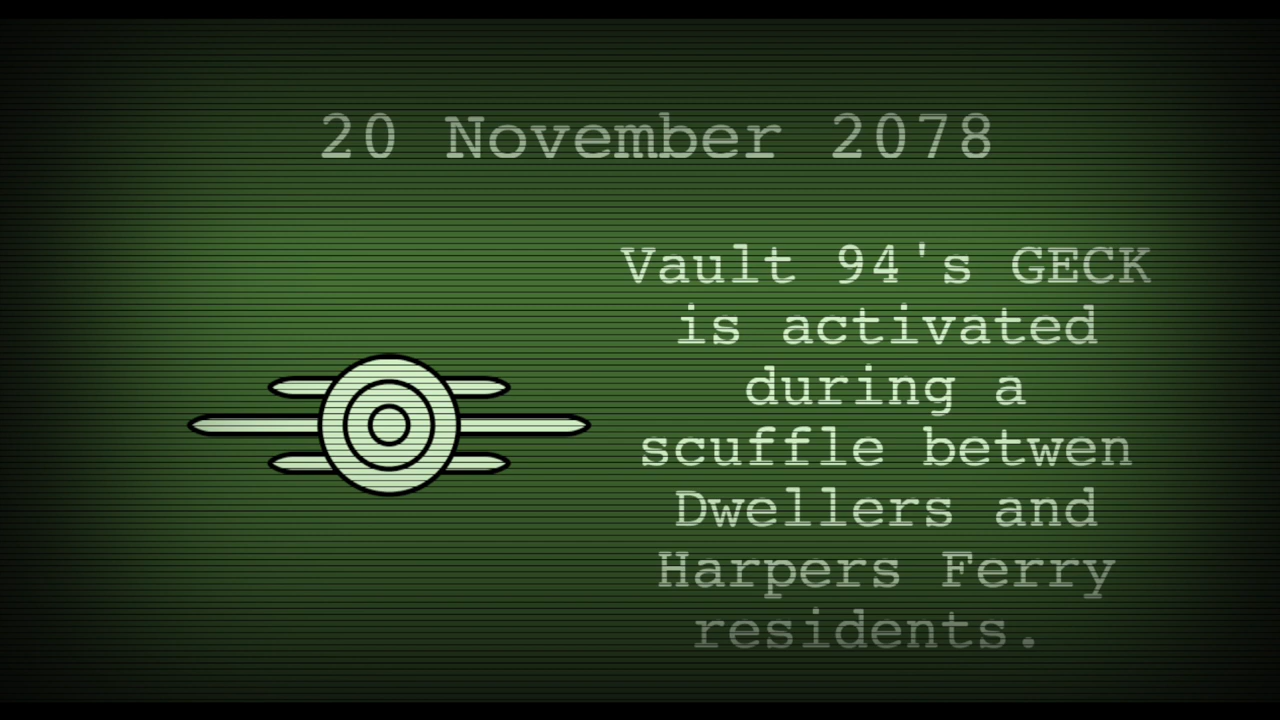 20 November 2078
Vault 94's GECK
is activated
during a
scuffle betwen
Dwellers and
Harpers Ferry
residents.